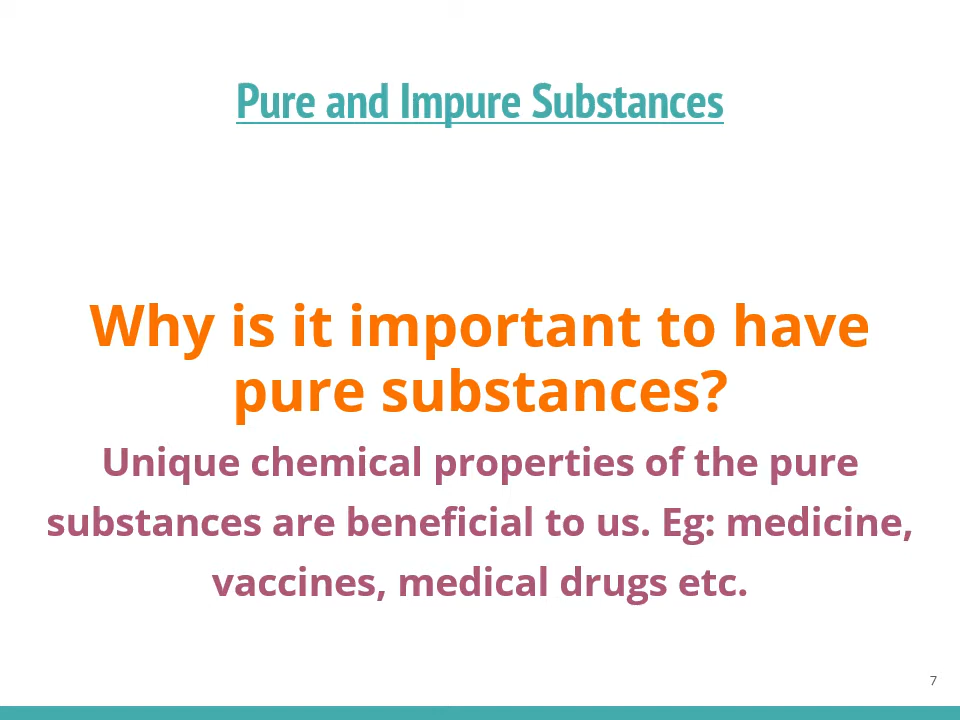 Pure and Impure Substances
Why is it important to have
pure substances?
Unique chemical properties of the pure
substances are beneficial to us. Eg: medicine,
vaccines, medical drugs etc.
7